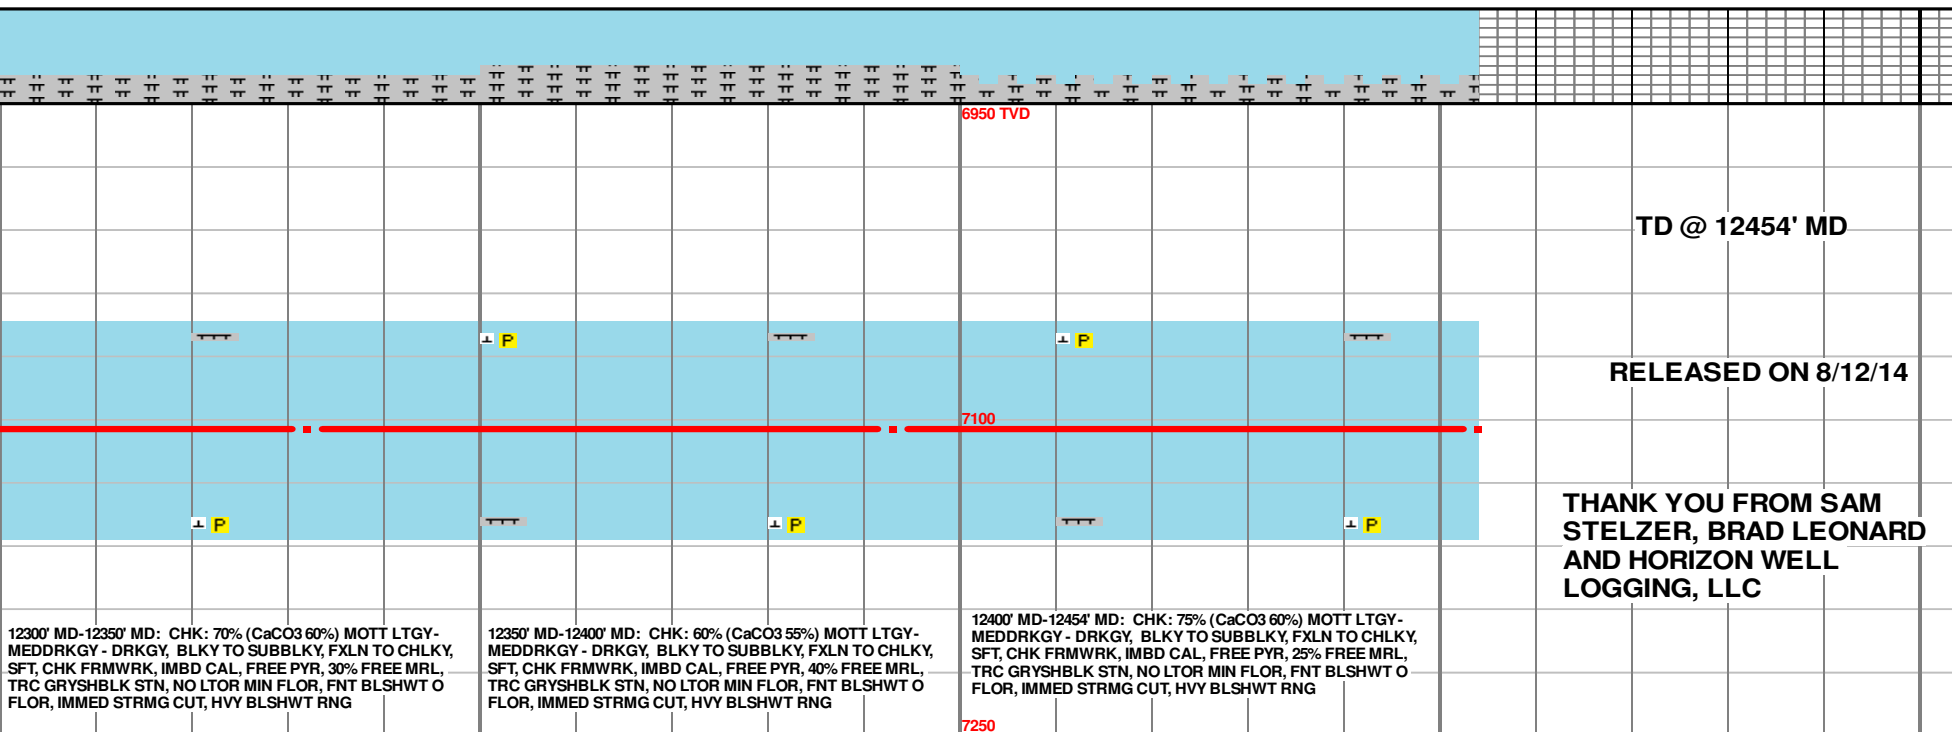 6950 TVD
TD @ 12454' MD
P
P
RELEASED ON 8/12/14
7100
P
P
P
THANK YOU FROM SAM
STELZER, BRAD LEONARD
AND HORIZON WELL
LOGGING, LLC
12300' MD-12350' MD: CHK: 70% (CaCO3 60%) MOTT LTGY-
MEDDRKGY - DRKGY, BLKY TO SUBBLKY, FXLN TO CHLKY,
SFT, CHK FRMWRK, IMBD CAL, FREE PYR, 30% FREE MRL,
TRC GRYSHBLK STN, NO LTOR MIN FLOR, FNT BLSHWT O
FLOR, IMMED STRMG CUT, HVY BLSHWT RNG
12350' MD-12400' MD: CHK: 60% (CaCO3 55%) MOTT LTGY-
MEDDRKGY - DRKGY, BLKY TO SUBBLKY, FXLN TO CHLKY,
SFT, CHK FRMWRK, IMBD CAL, FREE PYR, 40% FREE MRL,
TRC GRYSHBLK STN, NO LTOR MIN FLOR, FNT BLSHWT O
FLOR, IMMED STRMG CUT, HVY BLSHWT RNG
12400' MD-12454' MD: CHK: 75% (CaCO3 60%) MOTT LTGY-
MEDDRKGY - DRKGY, BLKY TO SUBBLKY, FXLN TO CHLKY,
SFT, CHK FRMWRK, IMBD CAL, FREE PYR, 25% FREE MRL,
TRC GRYSHBLK STN, NO LTOR MIN FLOR, FNT BLSHWT O
FLOR, IMMED STRMG CUT, HVY BLSHWT RNG
7250